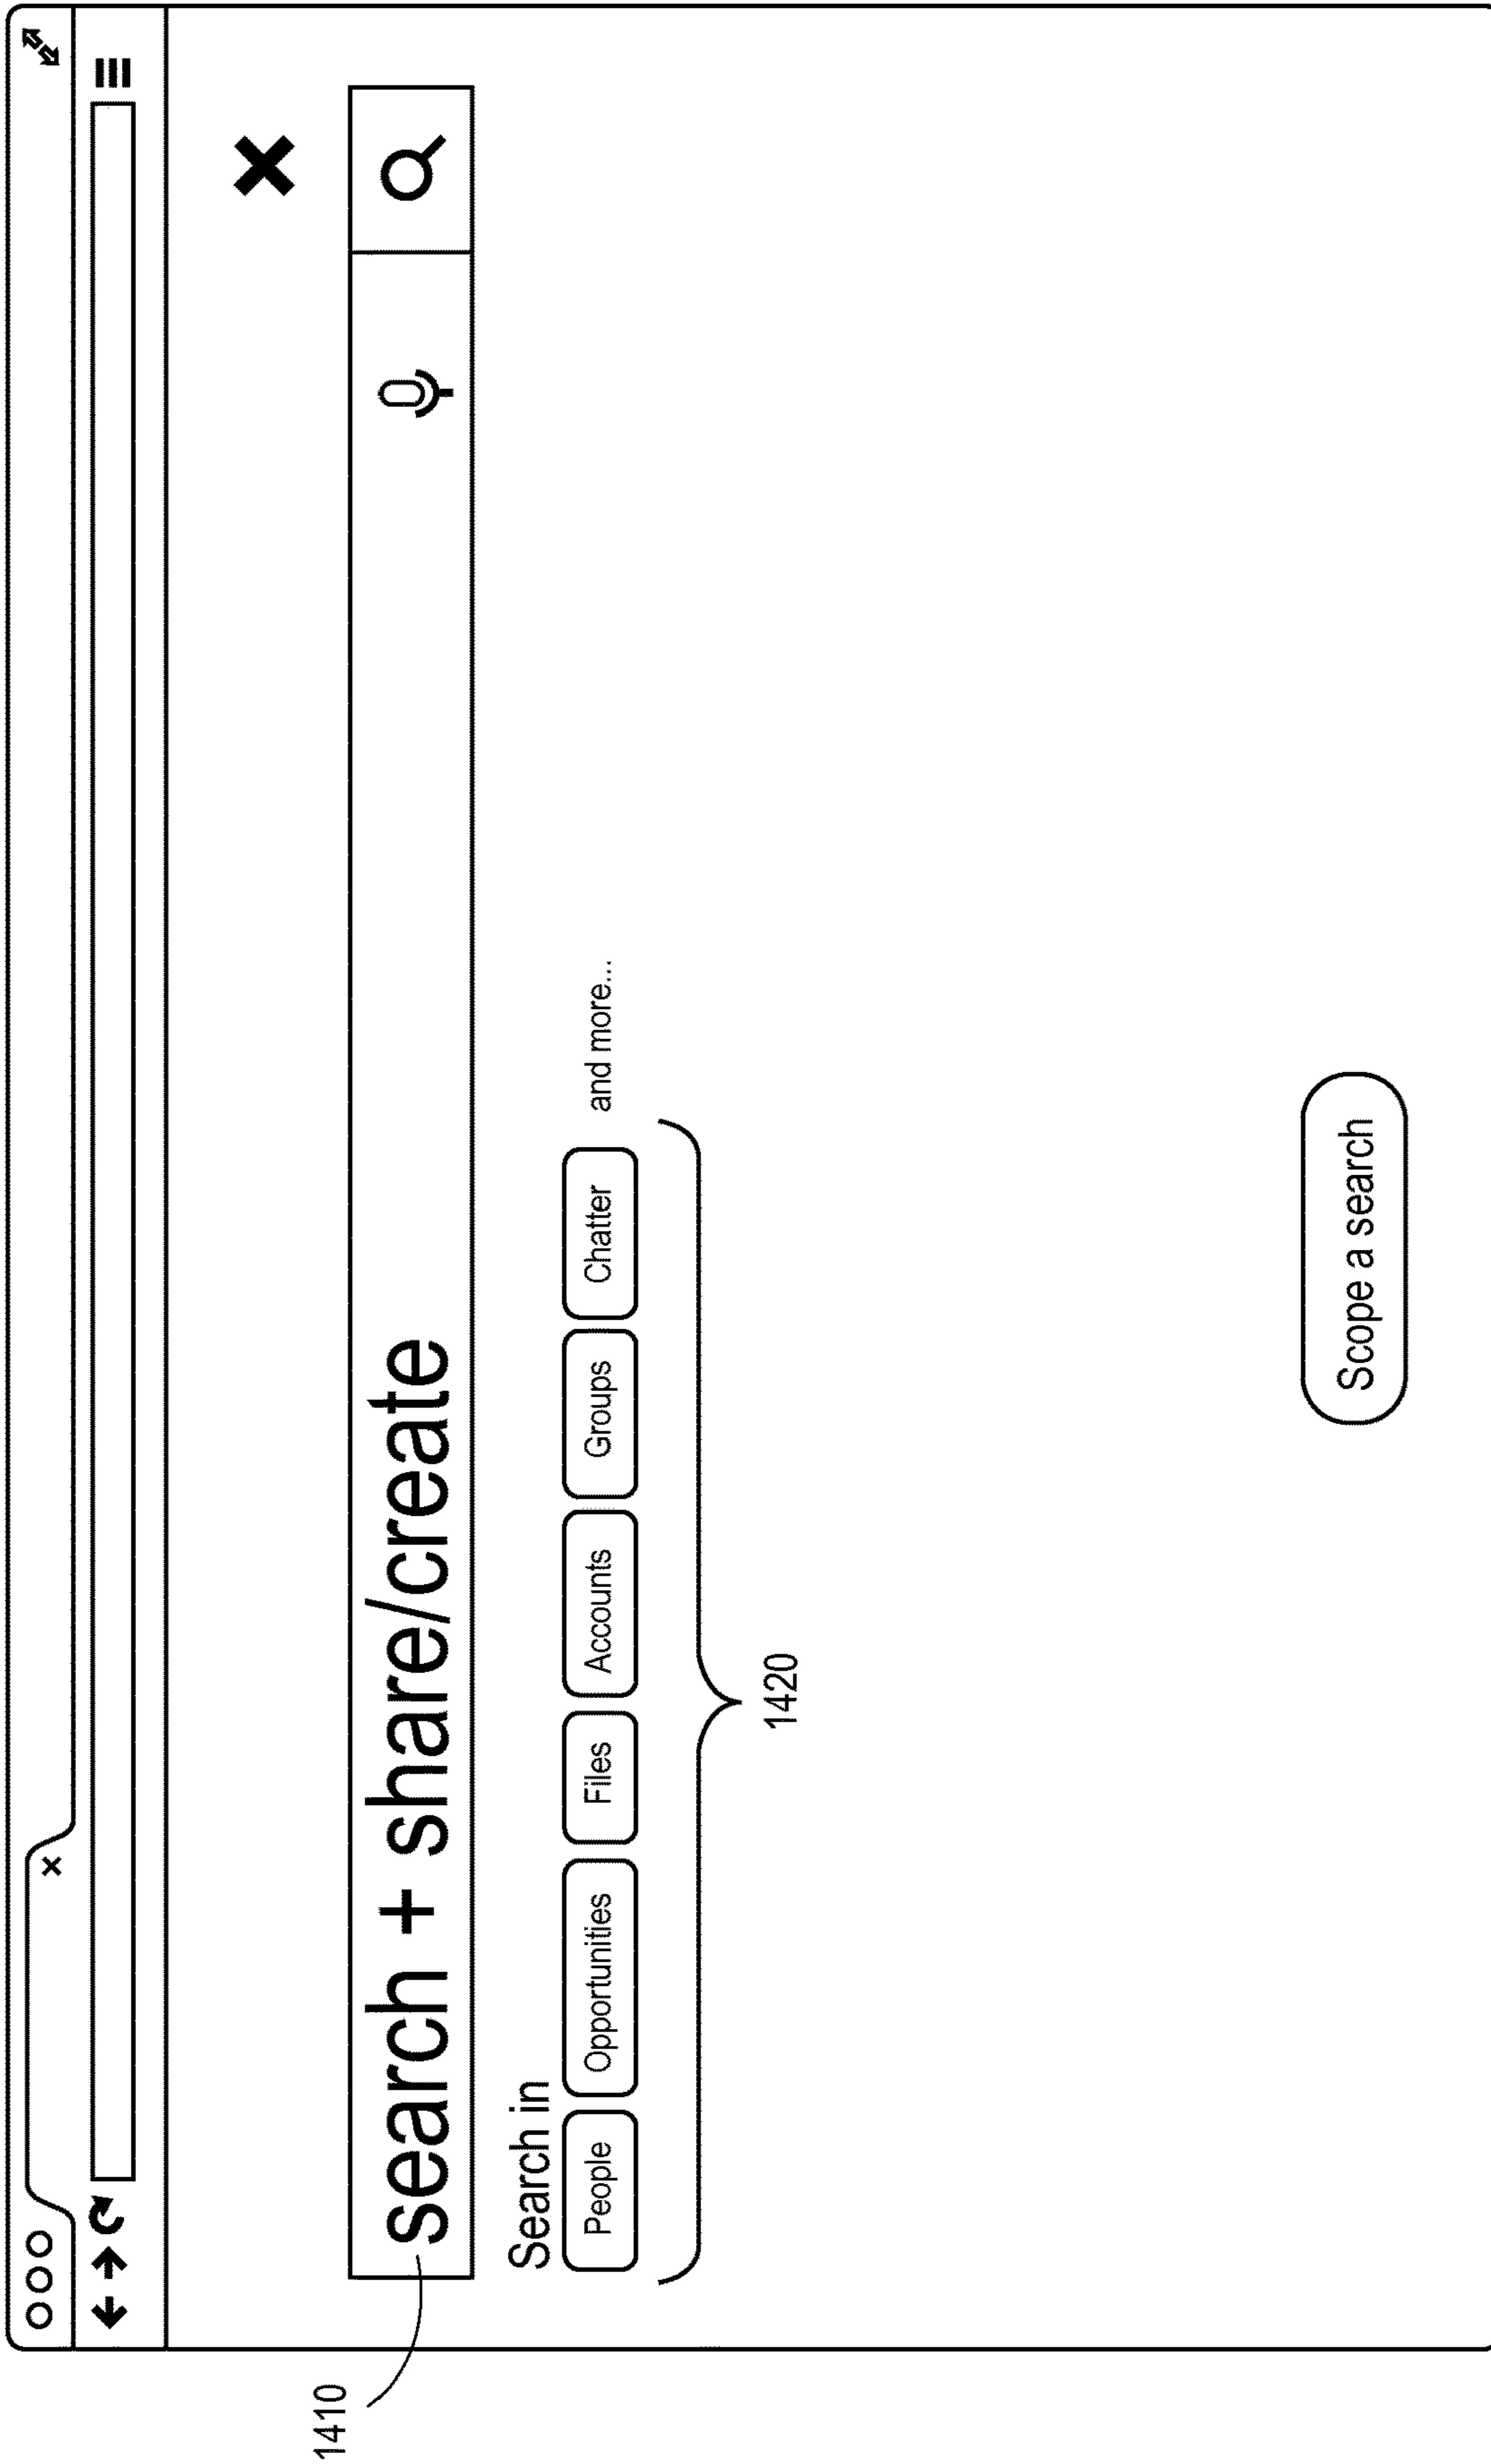 1410
search + share/create
Search in
People Opportunities Files Accounts Groups Chatter and more...
1420
Scope a search